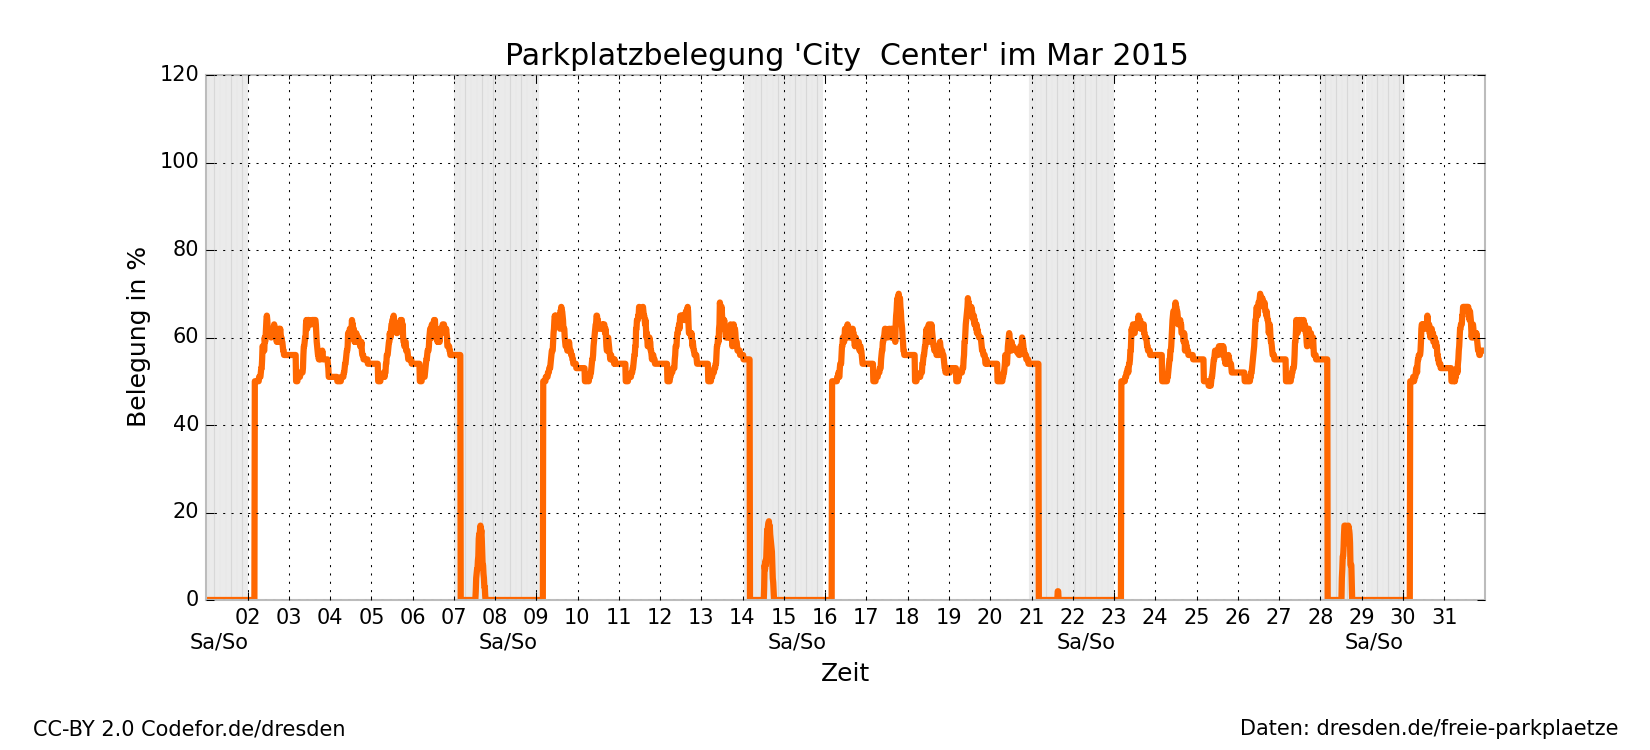 Parkplatzbelegung 'City  Center' im Mar 2015
120
100
80
60
40
20
0
Belegung in %
02 03 04 05 06 07 08 09 10 11 12 13 14 15 16 17 18 19 20 21 22 23 24 25 26 27 28 29 30 31
Sa/So Sa/So Sa/So Sa/So Sa/So
Zeit
CC-BY 2.0 Codefor.de/dresden
Daten: dresden.de/freie-parkplaetze